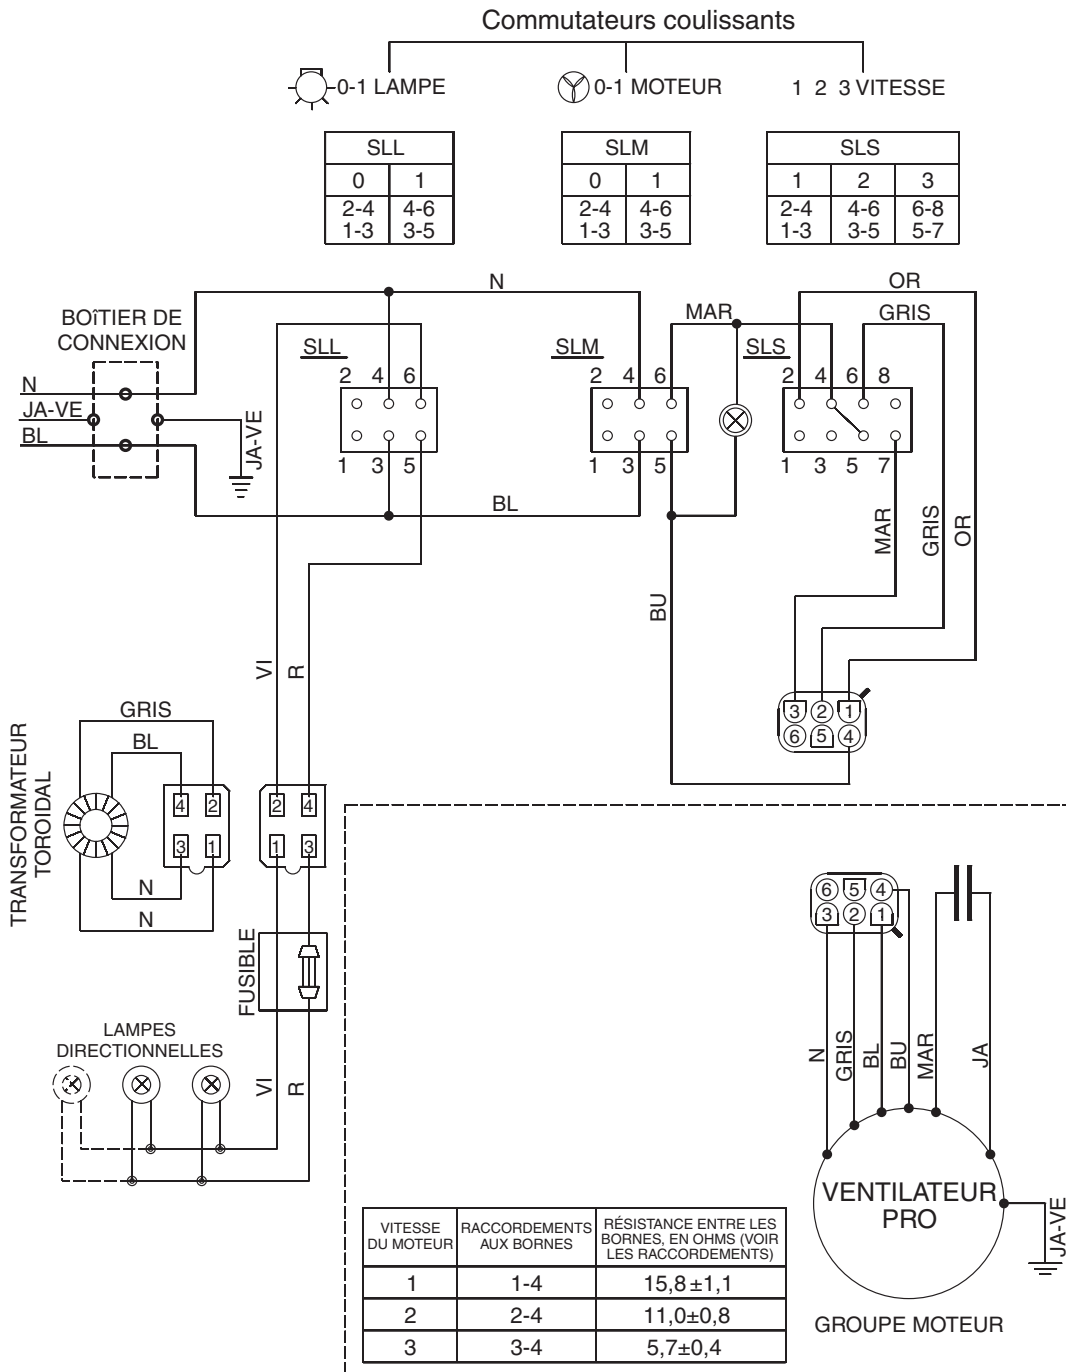 Commutateurs coulissants
0-1 LAMPE
0-1 MOTEUR
1 2 3 VITESSE
SLL
0 1
2-4 4-6
1-3 3-5
SLM
0 1
2-4 4-6
1-3 3-5
SLS
1 2 3
2-4 4-6 6-8
1-3 3-5 5-7
N
OR
MAR
GRIS
BOîTIER DE
CONNEXION
SLL
SLM
SLS
2 4 6
2 4 6
2 4 6 8
N
JA-VE
BL
JA-VE
1 3 5
1 3 5
1 3 5 7
BL
MAR
GRIS
OR
BU
VI
R
3 2 1
6 5 4
TRANSFORMATEUR
TOROIDAL
GRIS
BL
4 2
3 1
N
N
2 4
1 3
FUSIBLE
LAMPES
DIRECTIONNELLES
VI
R
6 5 4
3 2 1
N
GRIS
BL
BU
MAR
JA
VENTILATEUR
PRO
JA-VE
GROUPE MOTEUR
VITESSE
DU MOTEUR
RACCORDEMENTS
AUX BORNES
RÉSISTANCE ENTRE LES
BORNES, EN OHMS (VOIR
LES RACCORDEMENTS)
1 1-4 15,8±1,1
2 2-4 11,0±0,8
3 3-4 5,7±0,4